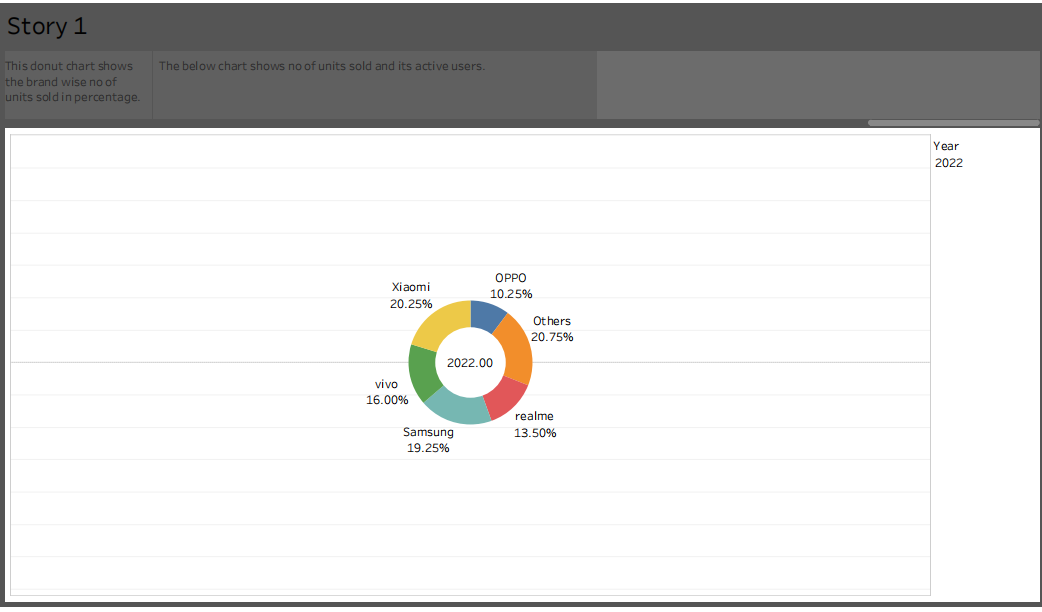 Story 1
This donut chart shows
the brand wise no of
units sold in percentage.
The below chart shows no of units sold and its active users.
Year
2022
OPPO
10.25%
Xiaomi
20.25%
Others
20.75%
2022.00
vivo
16.00%
realme
13.50%
Samsung
19.25%